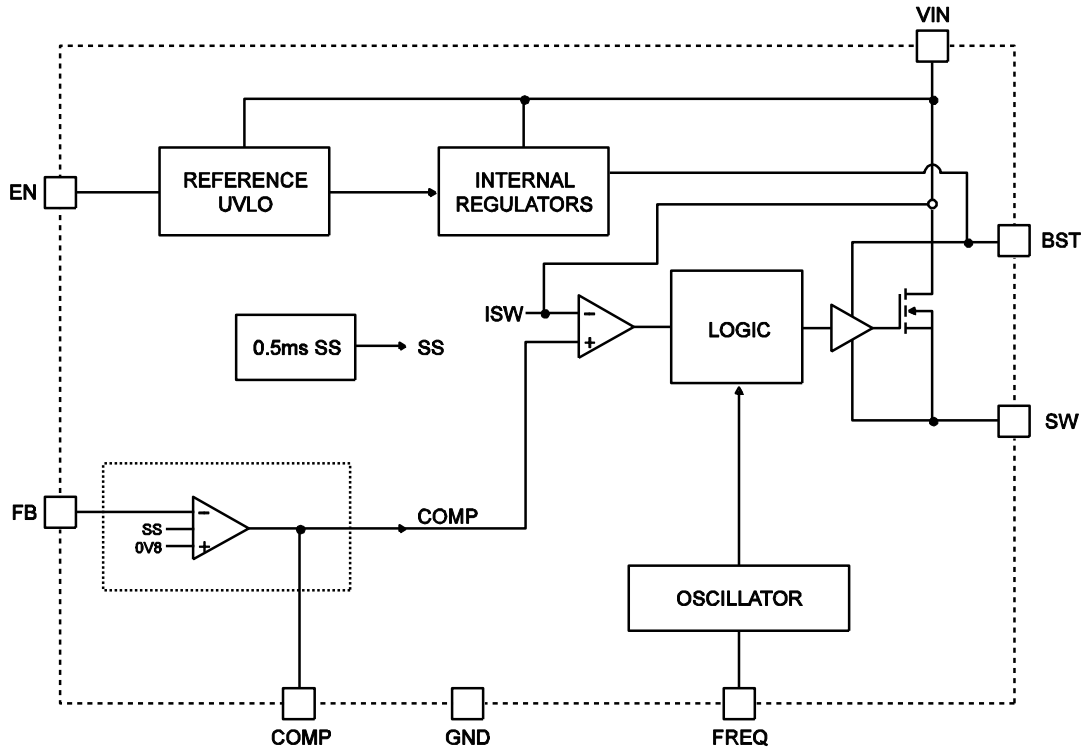 VIN
EN
REFERENCE
UVLO
INTERNAL
REGULATORS
BST
ISW
−
+
LOGIC
0.5ms SS
SS
SW
FB
−
SS
0V8
+
COMP
OSCILLATOR
COMP
GND
FREQ